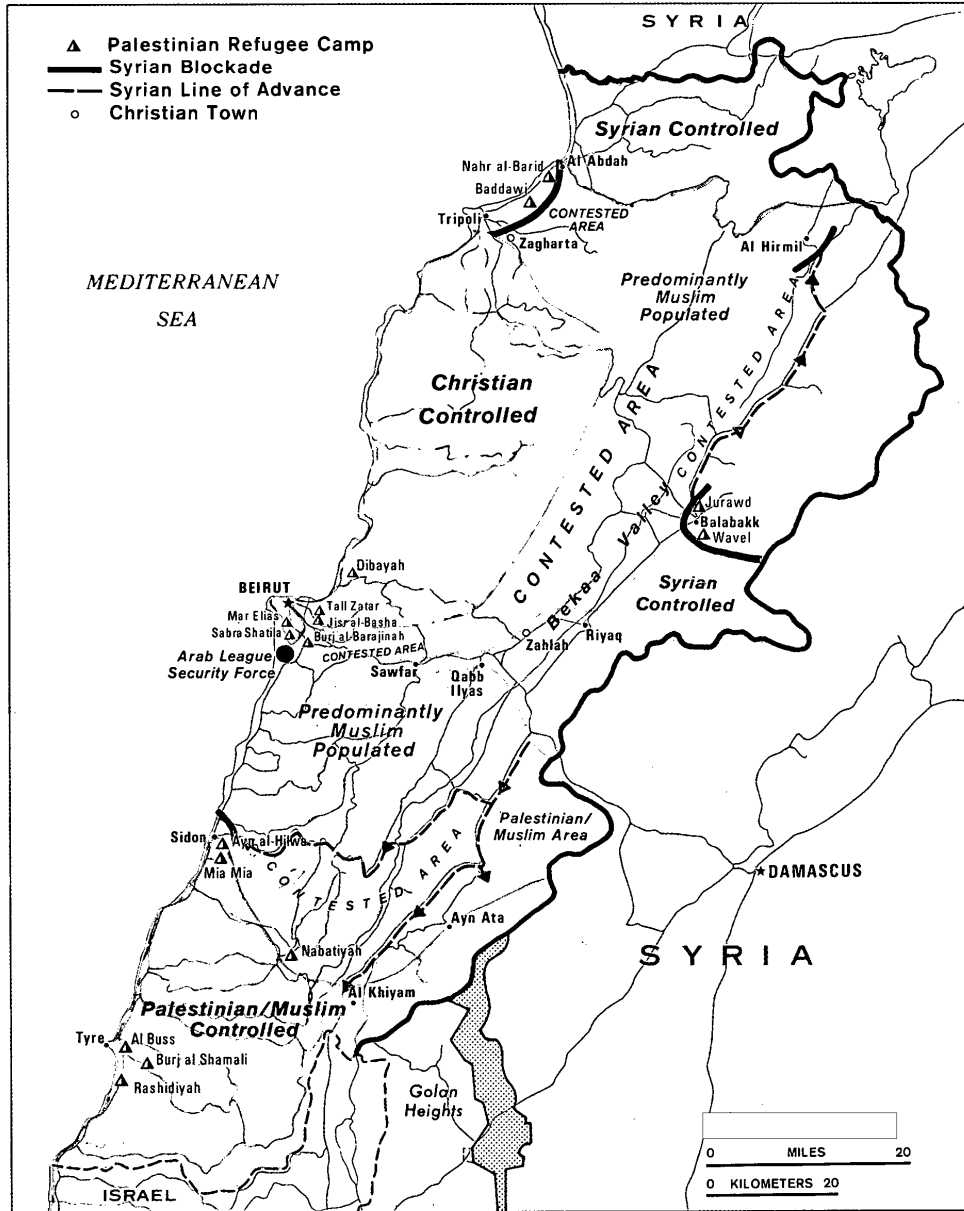 Palestinian Refugee Camp
Syrian Blockade
Syrian Line of Advance
Christian Town
SYRIA
Syrian Controlled
Nahr al-Barid
Al Abdah
Baddawi
CONTESTED
AREA
Tripoli
Zagharta
Al Hirmil
MEDITERRANEAN
SEA
Predominantly
Muslim
Populated
CONTESTED AREA
Christian
Controlled
CONTESTED AREA
Bekaa Valley
Jurawd
Balabakk
Wavel
Syrian
Controlled
Dibayah
BEIRUT
Tall Zatar
Mar Elias
Jisr al-Basha
Sabra Shatila
Burj al-Barajinah
CONTESTED AREA
Arab League
Security Force
Zahlah
Riyaq
Sawfar
Qabb
Ilyas
Predominantly
Muslim
Populated
Palestinian/
Muslim Area
Sidon
Ayn al-Hilwa
Mia Mia
CONTESTED AREA
DAMASCUS
Ayn Ata
Nabatiyah
SYRIA
Al Khiyam
Palestinian/Muslim
Controlled
Tyre
Al Buss
Burj al Shamali
Rashidiyah
Golan
Heights
ISRAEL
0 MILES 20
0 KILOMETERS 20